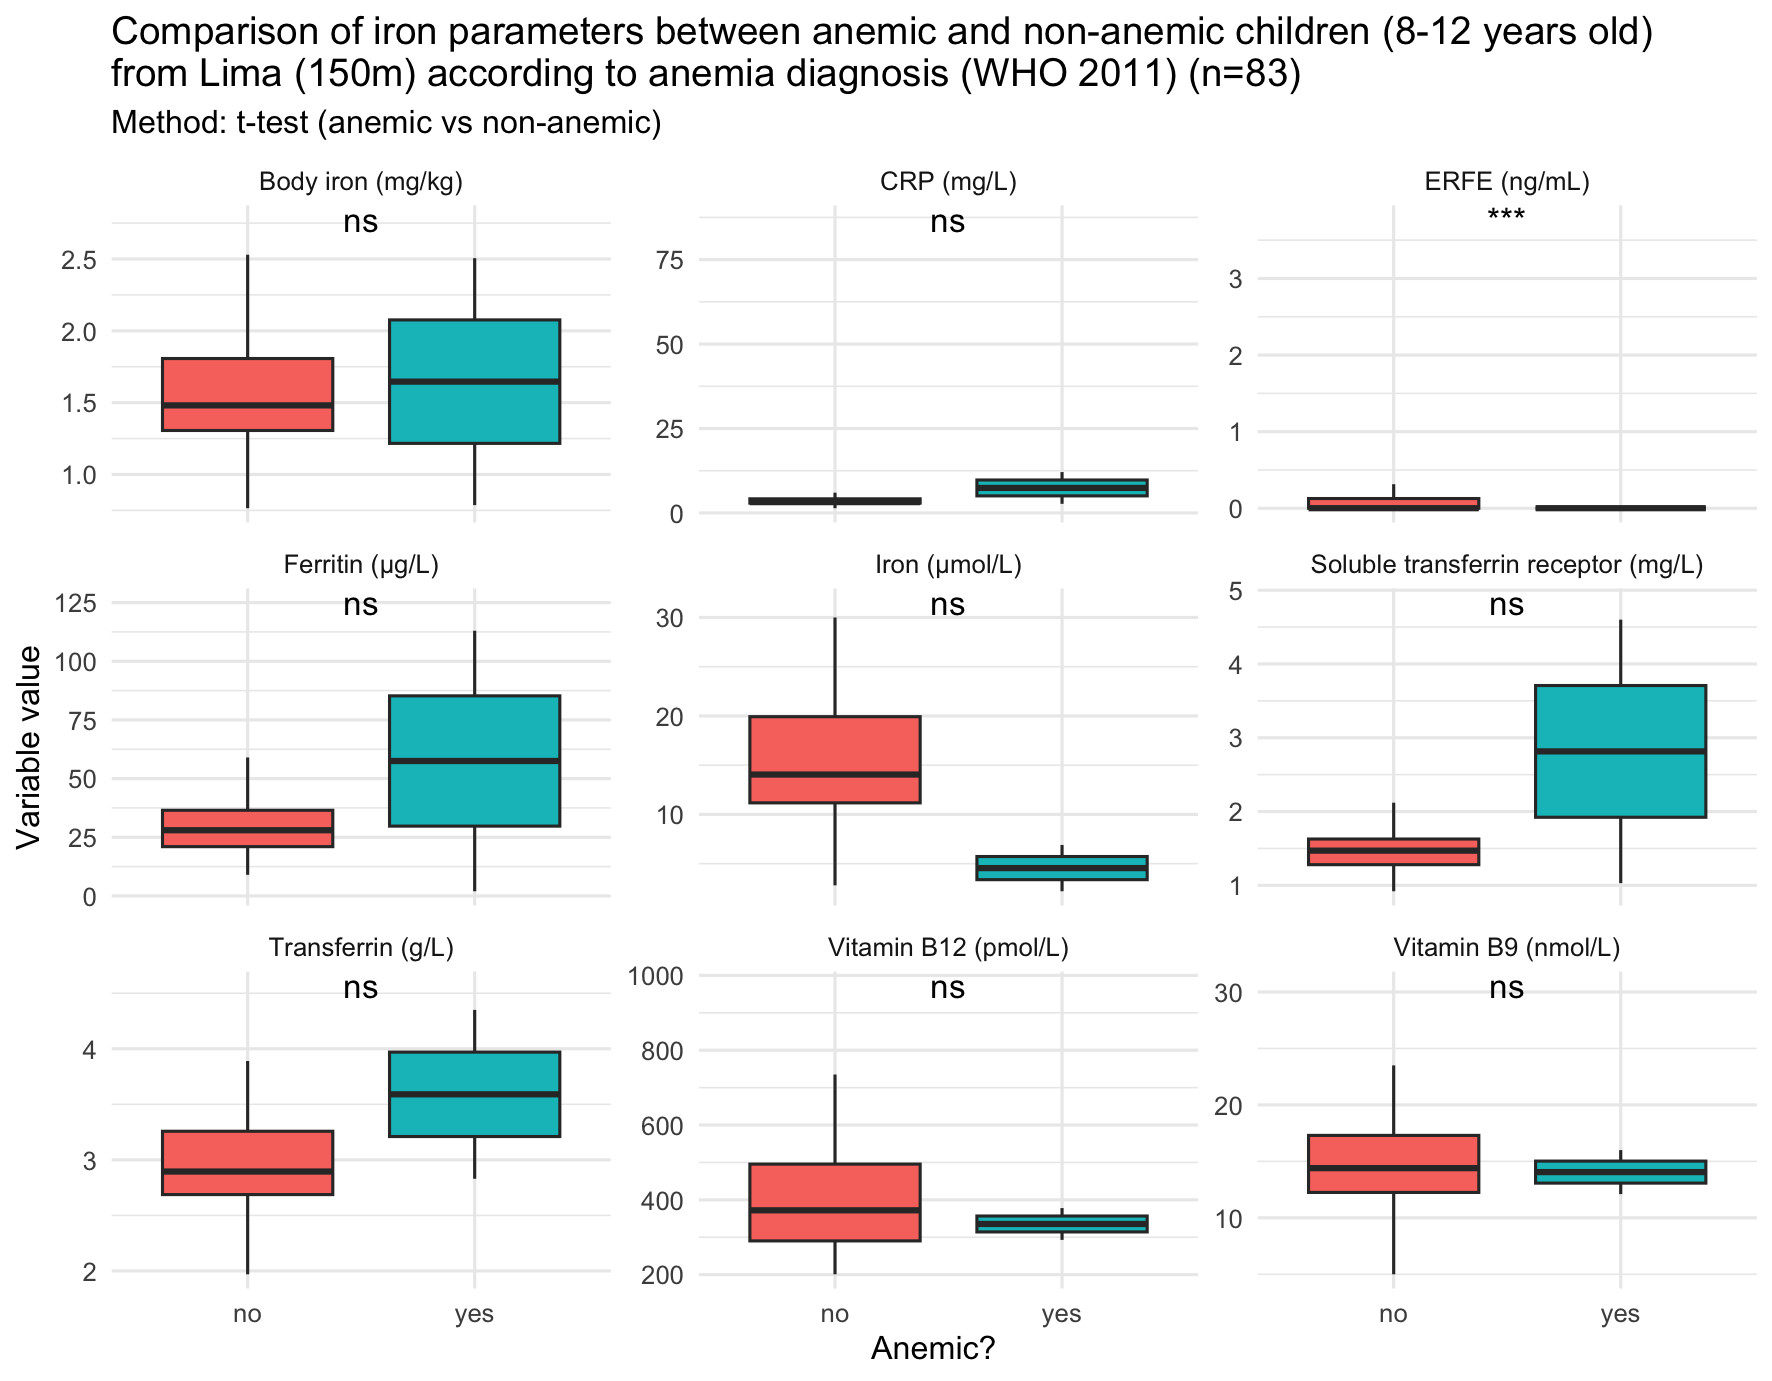 Comparison of iron parameters between anemic and non-anemic children (8-12 years old)
from Lima (150m) according to anemia diagnosis (WHO 2011) (n=83)
Method: t-test (anemic vs non-anemic)
Variable value
Body iron (mg/kg)
ns
2.5
2.0
1.5
1.0
CRP (mg/L)
ns
75
50
25
0
ERFE (ng/mL)
***
3
2
1
0
Ferritin (µg/L)
ns
125
100
75
50
25
0
Iron (µmol/L)
ns
30
20
10
Soluble transferrin receptor (mg/L)
ns
5
4
3
2
1
Transferrin (g/L)
ns
4
3
2
no yes
Vitamin B12 (pmol/L)
ns
1000
800
600
400
200
no yes
Vitamin B9 (nmol/L)
ns
30
20
10
no yes
Anemic?